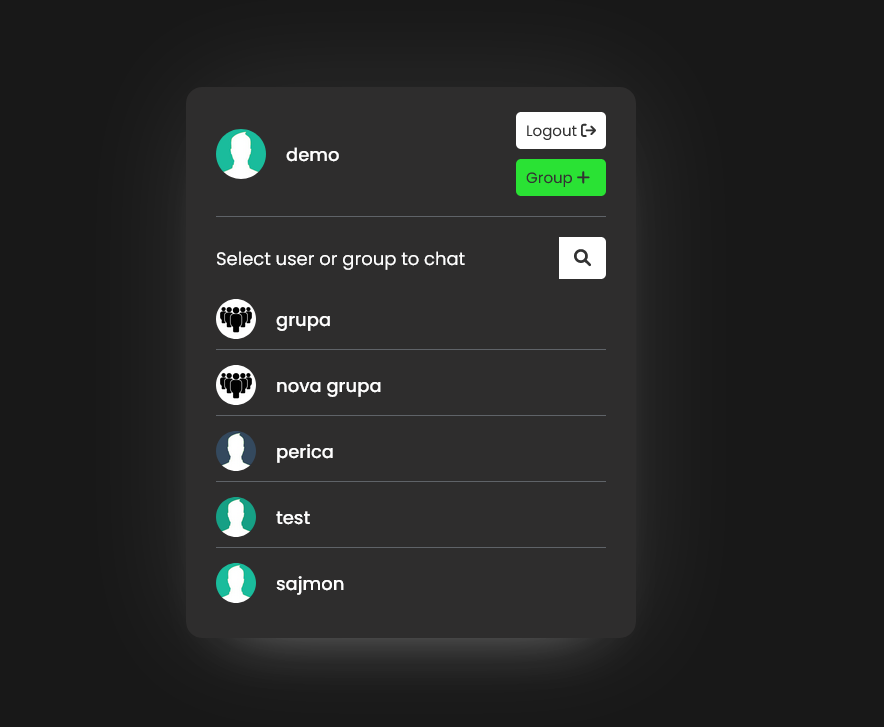 demo
Logout
Group +
Select user or group to chat
grupa
nova grupa
perica
test
sajmon